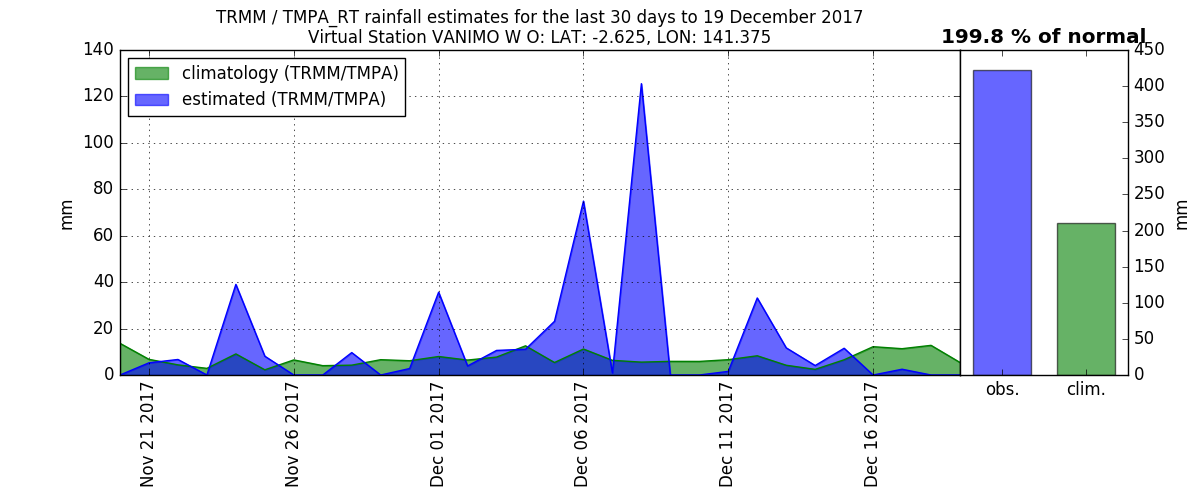 TRMM / TMPA_RT rainfall estimates for the last 30 days to 19 December 2017
Virtual Station VANIMO W O: LAT: -2.625, LON: 141.375
199.8 % of normal
climatology (TRMM/TMPA)
estimated (TRMM/TMPA)
mm
140
120
100
80
60
40
20
0
Nov 21 2017
Nov 26 2017
Dec 01 2017
Dec 06 2017
Dec 11 2017
Dec 16 2017
450
400
350
300
250
200
150
100
50
0
mm
obs.
clim.